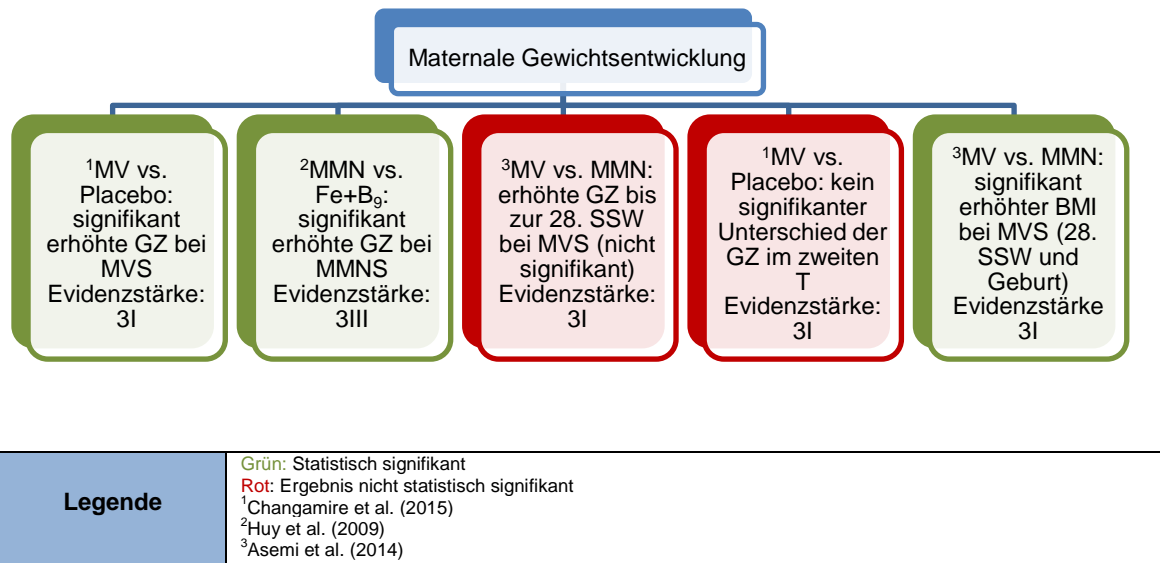 Maternale Gewichtsentwicklung
¹MV vs.
Placebo:
signifikant
erhöhte GZ bei
MVS
Evidenzstärke:
3I
²MMN vs.
Fe+B₉:
signifikant
erhöhte GZ bei
MMNS
Evidenzstärke:
3III
³MV vs. MMN:
erhöhte GZ bis
zur 28. SSW
bei MVS (nicht
signifikant)
Evidenzstärke:
3I
¹MV vs.
Placebo: kein
signifikanter
Unterschied der
GZ im zweiten
T
Evidenzstärke:
3I
³MV vs. MMN:
signifikant
erhöhter BMI
bei MVS (28.
SSW und
Geburt)
Evidenzstärke
3I
Legende
Grün: Statistisch signifikant
Rot: Ergebnis nicht statistisch signifikant
¹Changamire et al. (2015)
²Huy et al. (2009)
³Asemi et al. (2014)